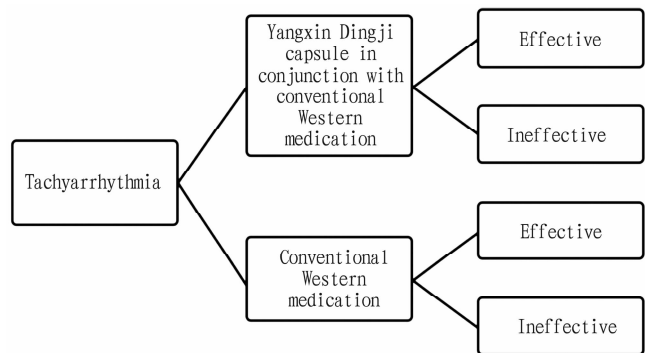 Yangxin Dingji
capsule in
conjunction with
conventional
Western
medication
Effective
Ineffective
Tachyarrhythmia
Conventional
Western
medication
Effective
Ineffective